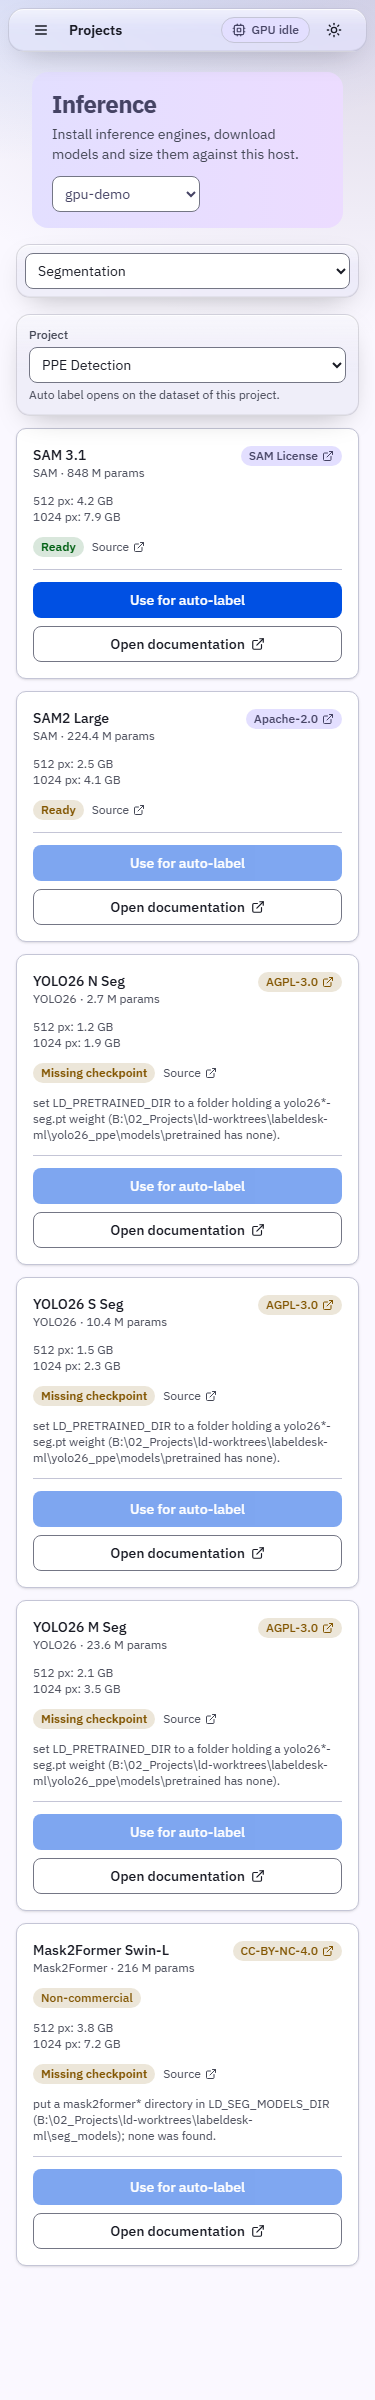 Projects
GPU idle
Inference
Install inference engines, download
models and size them against this host.
gpu-demo
Segmentation
Project
PPE Detection
Auto label opens on the dataset of this project.
SAM 3.1
SAM License
SAM · 848 M params
512 px: 4.2 GB
1024 px: 7.9 GB
Ready Source
Use for auto-label
Open documentation
SAM2 Large
Apache-2.0
SAM · 224.4 M params
512 px: 2.5 GB
1024 px: 4.1 GB
Ready Source
Use for auto-label
Open documentation
YOLO26 N Seg
AGPL-3.0
YOLO26 · 2.7 M params
512 px: 1.2 GB
1024 px: 1.9 GB
Missing checkpoint Source
set LD_PRETRAINED_DIR to a folder holding a yolo26*-
seg.pt weight (B:\02_Projects\ld-worktrees\labeldesk-
ml\yolo26_ppe\models\pretrained has none).
Use for auto-label
Open documentation
YOLO26 S Seg
AGPL-3.0
YOLO26 · 10.4 M params
512 px: 1.5 GB
1024 px: 2.3 GB
Missing checkpoint Source
set LD_PRETRAINED_DIR to a folder holding a yolo26*-
seg.pt weight (B:\02_Projects\ld-worktrees\labeldesk-
ml\yolo26_ppe\models\pretrained has none).
Use for auto-label
Open documentation
YOLO26 M Seg
AGPL-3.0
YOLO26 · 23.6 M params
512 px: 2.1 GB
1024 px: 3.5 GB
Missing checkpoint Source
set LD_PRETRAINED_DIR to a folder holding a yolo26*-
seg.pt weight (B:\02_Projects\ld-worktrees\labeldesk-
ml\yolo26_ppe\models\pretrained has none).
Use for auto-label
Open documentation
Mask2Former Swin-L
CC-BY-NC-4.0
Mask2Former · 216 M params
Non-commercial
512 px: 3.8 GB
1024 px: 7.2 GB
Missing checkpoint Source
put a mask2former* directory in LD_SEG_MODELS_DIR
(B:\02_Projects\ld-worktrees\labeldesk-
ml\seg_models); none was found.
Use for auto-label
Open documentation